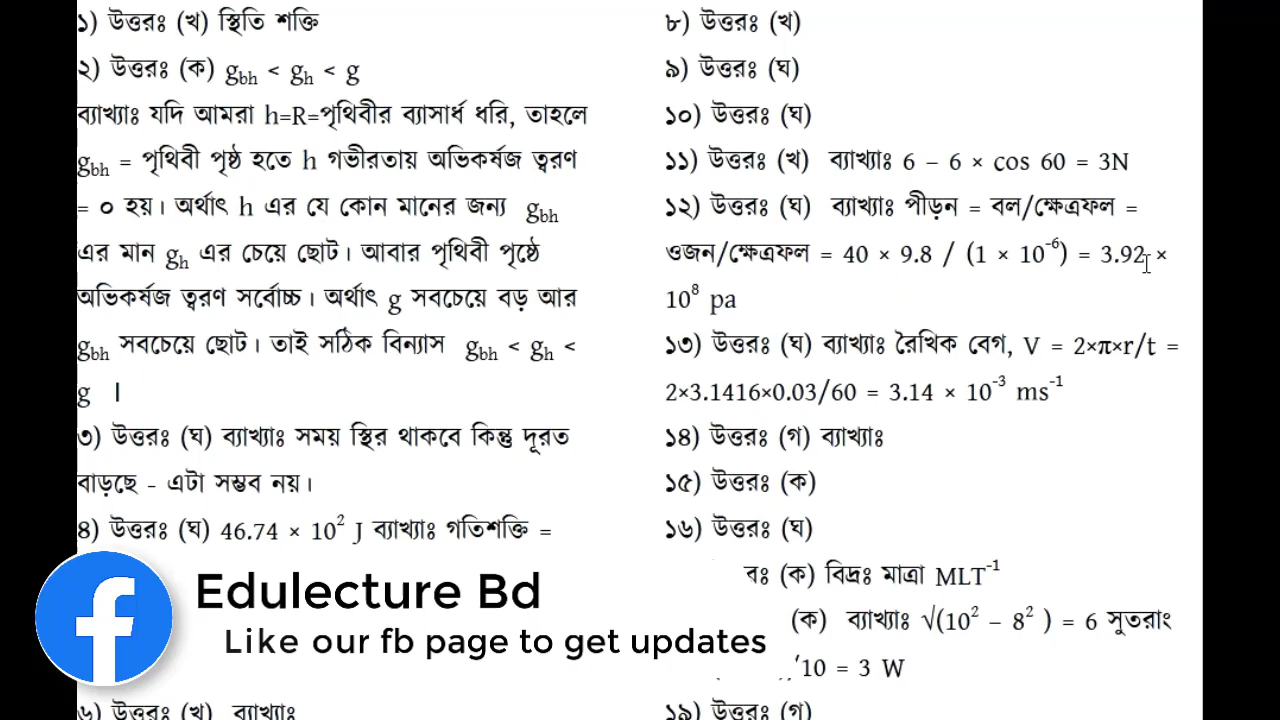 ১) উত্তরঃ (খ) স্থিতি শক্তি
২) উত্তরঃ (ক) gbh < gh < g
ব্যাখ্যাঃ যদি আমরা h=R=পৃথিবীর ব্যাসার্ধ ধরি, তাহলে
gbh = পৃথিবী পৃষ্ঠ হতে h গভীরতায় অভিকর্ষজ ত্বরণ
= ০ হয়। অর্থাৎ h এর যে কোন মানের জন্য gbh
এর মান gh এর চেয়ে ছোট। আবার পৃথিবী পৃষ্ঠে
অভিকর্ষজ ত্বরণ সর্বোচ্চ। অর্থাৎ g সবচেয়ে বড় আর
gbh সবচেয়ে ছোট। তাই সঠিক বিন্যাস gbh < gh <
g ।
৩) উত্তরঃ (ঘ) ব্যাখ্যাঃ সময় স্থির থাকবে কিন্তু দূরত
বাড়ছে - এটা সম্ভব নয়।
৪) উত্তরঃ (ঘ) 46.74 × 10² J ব্যাখ্যাঃ গতিশক্তি =
Edulecture Bd
Like our fb page to get updates
৬) উত্তরঃ (খ) ব্যাখ্যাঃ
৮) উত্তরঃ (খ)
৯) উত্তরঃ (ঘ)
১০) উত্তরঃ (ঘ)
১১) উত্তরঃ (খ) ব্যাখ্যাঃ 6 – 6 × cos 60 = 3N
১২) উত্তরঃ (ঘ) ব্যাখ্যাঃ পীড়ন = বল/ক্ষেত্রফল =
ওজন/ক্ষেত্রফল = 40 × 9.8 / (1 × 10⁻⁶) = 3.92 ×
10⁸ pa
১৩) উত্তরঃ (ঘ) ব্যাখ্যাঃ রৈখিক বেগ, V = 2×π×r/t =
2×3.1416×0.03/60 = 3.14 × 10⁻³ ms⁻¹
১৪) উত্তরঃ (গ) ব্যাখ্যাঃ
১৫) উত্তরঃ (ক)
১৬) উত্তরঃ (ঘ)
(ক) বিদ্রঃ মাত্রা MLT⁻¹
(ক) ব্যাখ্যাঃ √(10² – 8² ) = 6 সুতরাং
10 = 3 W
১৯) উত্তরঃ (গ)